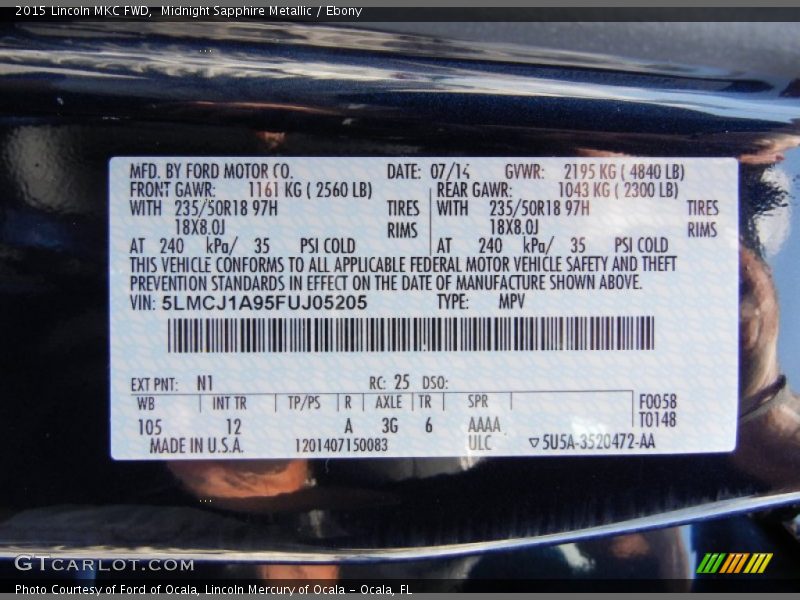 2015 Lincoln MKC FWD, Midnight Sapphire Metallic / Ebony
MFD. BY FORD MOTOR CO. DATE: 07/14 GVWR: 2195 KG ( 4840 LB)
FRONT GAWR: 1161 KG ( 2560 LB) REAR GAWR: 1043 KG ( 2300 LB)
WITH 235/50R18 97H TIRES WITH 235/50R18 97H TIRES
18X8.0J RIMS 18X8.0J RIMS
AT 240 kPa/ 35 PSI COLD AT 240 kPa/ 35 PSI COLD
THIS VEHICLE CONFORMS TO ALL APPLICABLE FEDERAL MOTOR VEHICLE SAFETY AND THEFT
PREVENTION STANDARDS IN EFFECT ON THE DATE OF MANUFACTURE SHOWN ABOVE.
VIN: 5LMCJ1A95FUJ05205 TYPE: MPV
EXT PNT: N1 RC: 25 DSO:
WB INT TR TP/PS R AXLE TR SPR F0058
T0148
105 12 A 3G 6 AAAA
MADE IN U.S.A. 1201407150083 ULC ▽5U5A-3520472-AA
GTCARLOT.COM
Photo Courtesy of Ford of Ocala, Lincoln Mercury of Ocala - Ocala, FL